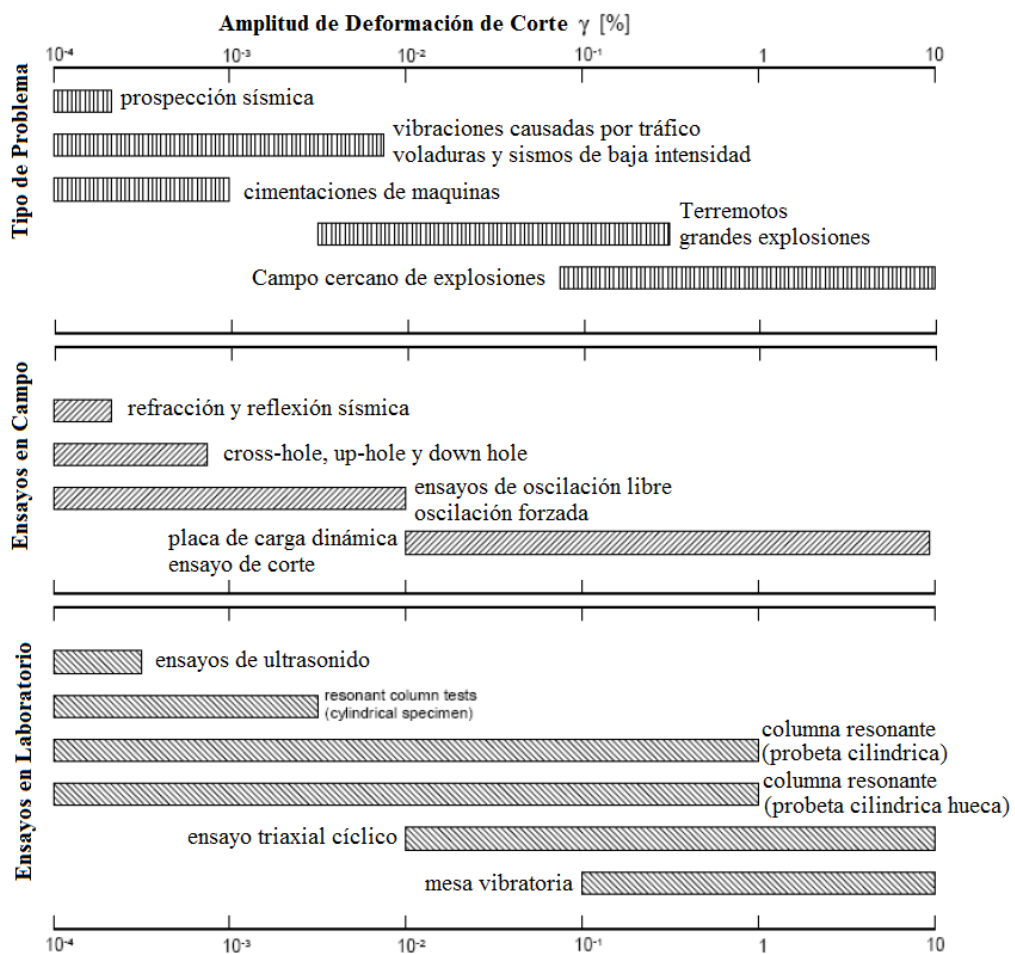 Amplitud de Deformación de Corte γ [%]
10⁻⁴ 10⁻³ 10⁻² 10⁻¹ 1 10
Tipo de Problema
prospección sísmica
vibraciones causadas por tráfico
voladuras y sismos de baja intensidad
cimentaciones de maquinas
Terremotos
grandes explosiones
Campo cercano de explosiones
Ensayos en Campo
refracción y reflexión sísmica
cross-hole, up-hole y down hole
ensayos de oscilación libre
oscilación forzada
placa de carga dinámica
ensayo de corte
Ensayos en Laboratorio
ensayos de ultrasonido
resonant column tests
(cylindrical specimen)
columna resonante
(probeta cilindrica)
columna resonante
(probeta cilindrica hueca)
ensayo triaxial cíclico
mesa vibratoria
10⁻⁴ 10⁻³ 10⁻² 10⁻¹ 1 10